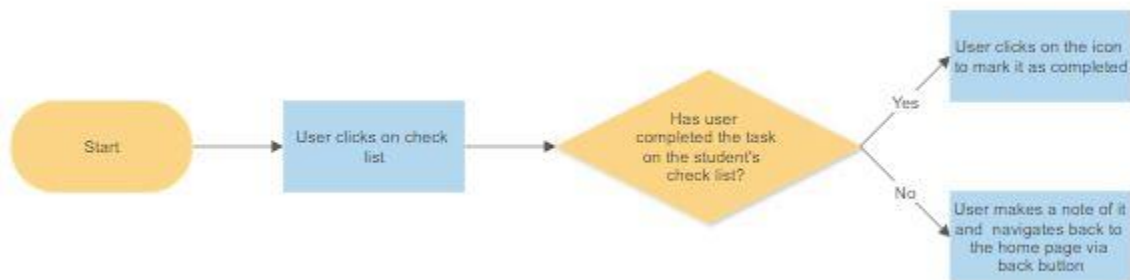 Start
User clicks on check
list
Has user
completed the task
on the student's
check list?
Yes
User clicks on the icon
to mark it as completed
No
User makes a note of it
and navigates back to
the home page via
back button